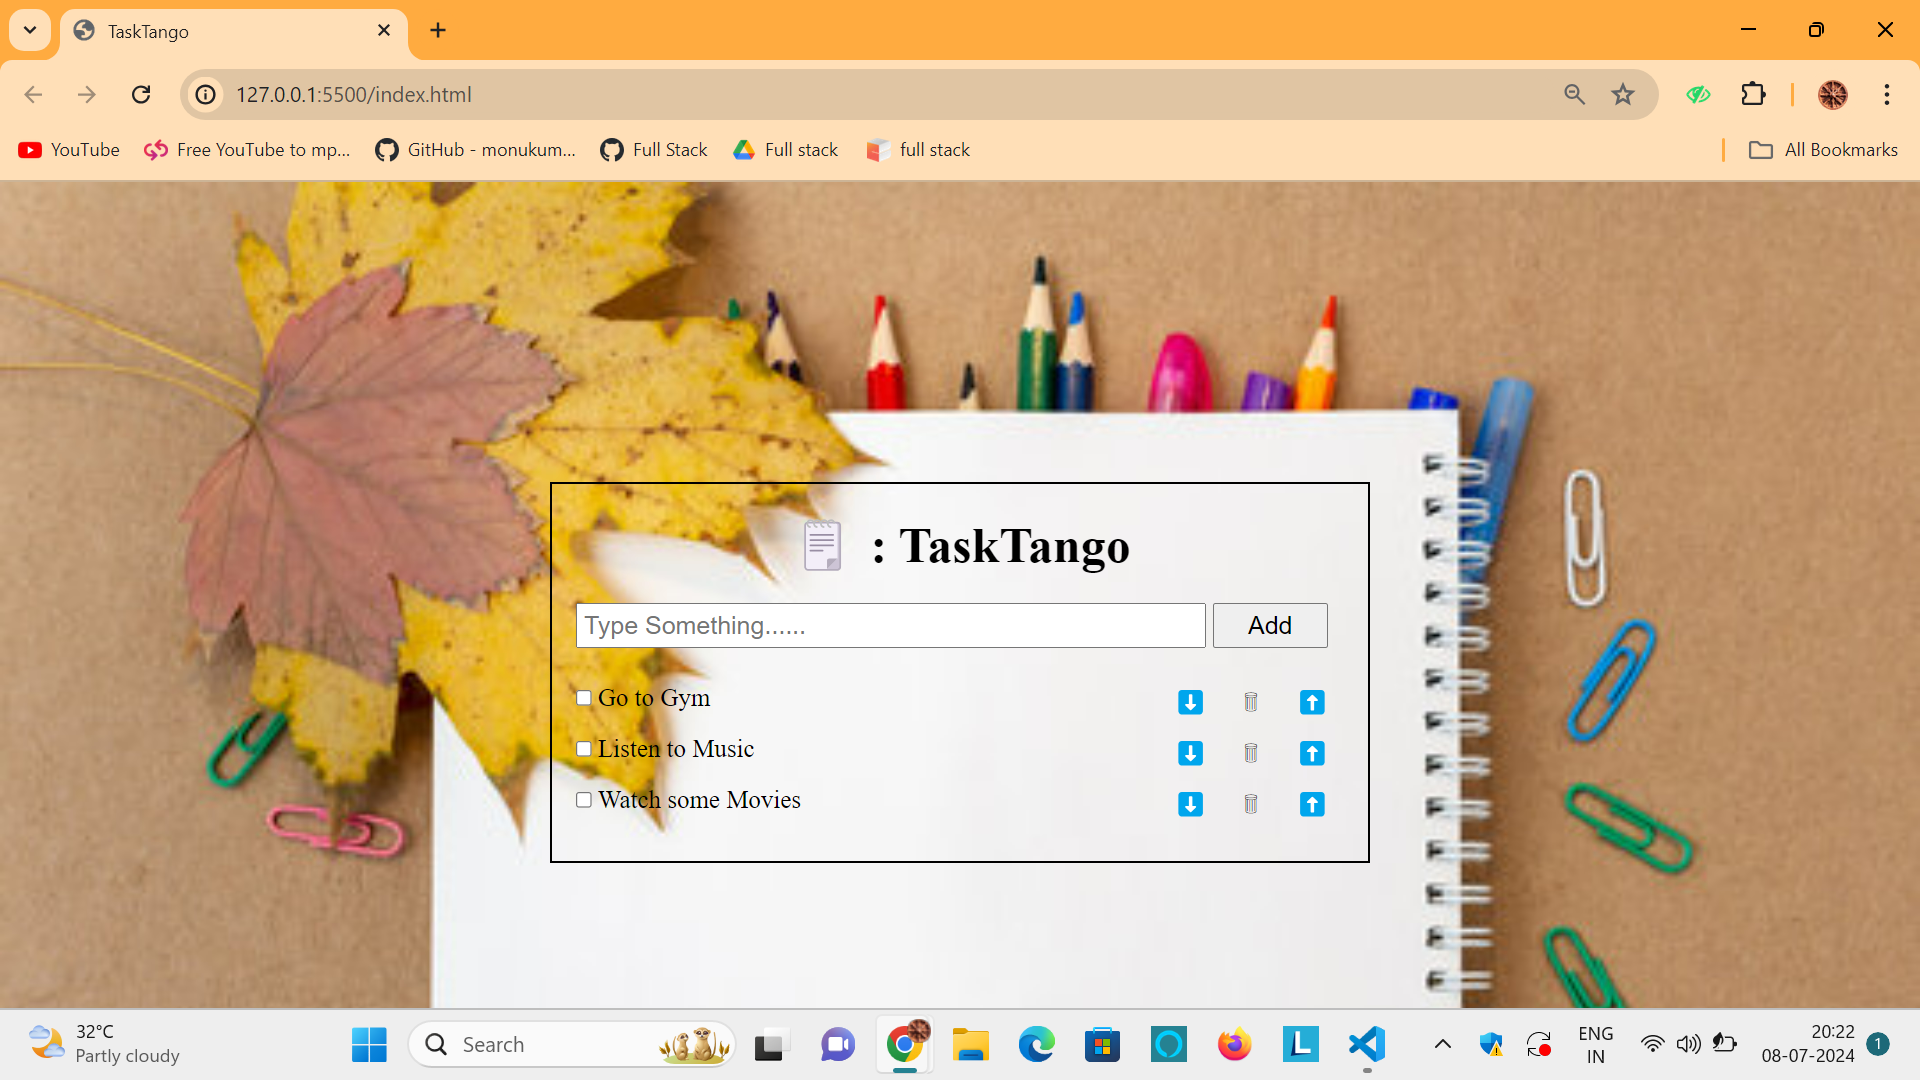 TaskTango
127.0.0.1:5500/index.html
YouTube Free YouTube to mp... GitHub - monukum... Full Stack Full stack full stack All Bookmarks
: TaskTango
Type Something...... Add
Go to Gym
Listen to Music
Watch some Movies
32°C
Partly cloudy
Search
L
ENG
IN
20:22
08-07-2024
1